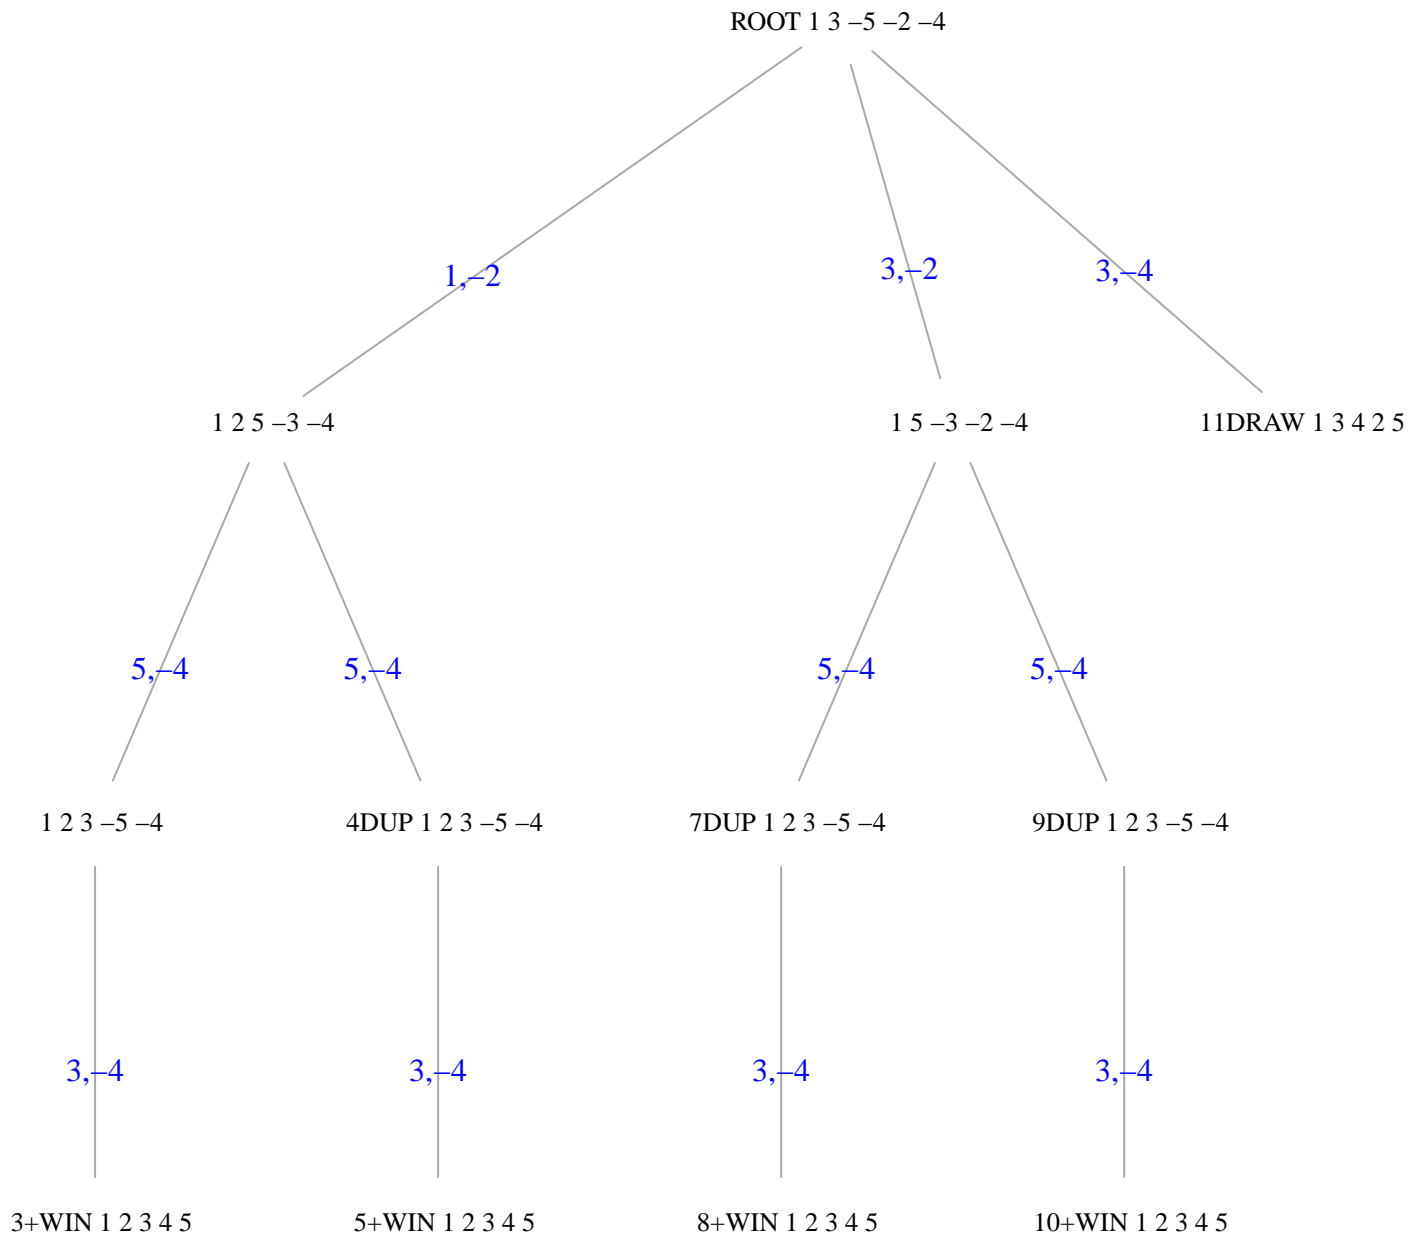 ROOT 1 3 –5 –2 –4
1,–2
3,–2
3,–4
1 2 5 –3 –4
1 5 –3 –2 –4
11DRAW 1 3 4 2 5
5,–4
5,–4
5,–4
5,–4
1 2 3 –5 –4
4DUP 1 2 3 –5 –4
7DUP 1 2 3 –5 –4
9DUP 1 2 3 –5 –4
3,–4
3,–4
3,–4
3,–4
3+WIN 1 2 3 4 5
5+WIN 1 2 3 4 5
8+WIN 1 2 3 4 5
10+WIN 1 2 3 4 5